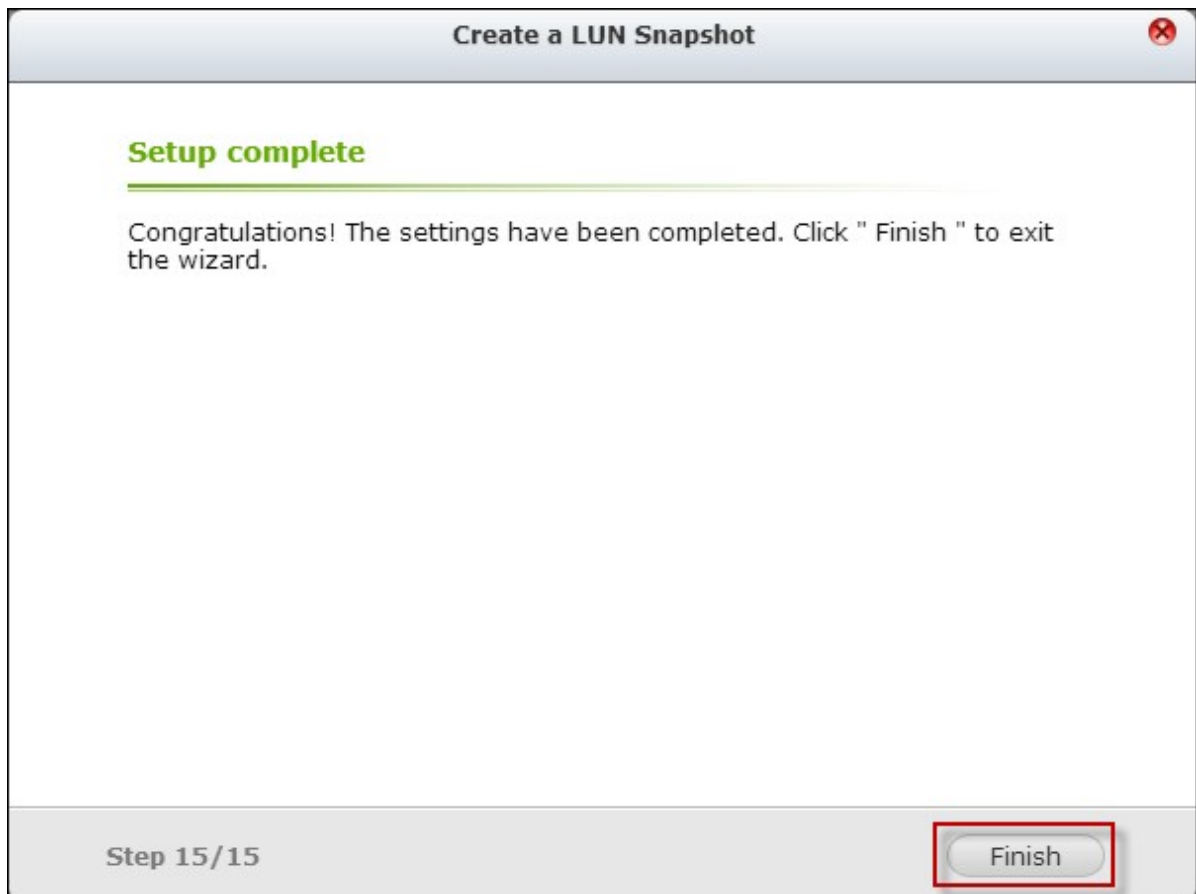 Create a LUN Snapshot
Setup complete
Congratulations! The settings have been completed. Click " Finish " to exit
the wizard.
Step 15/15
Finish